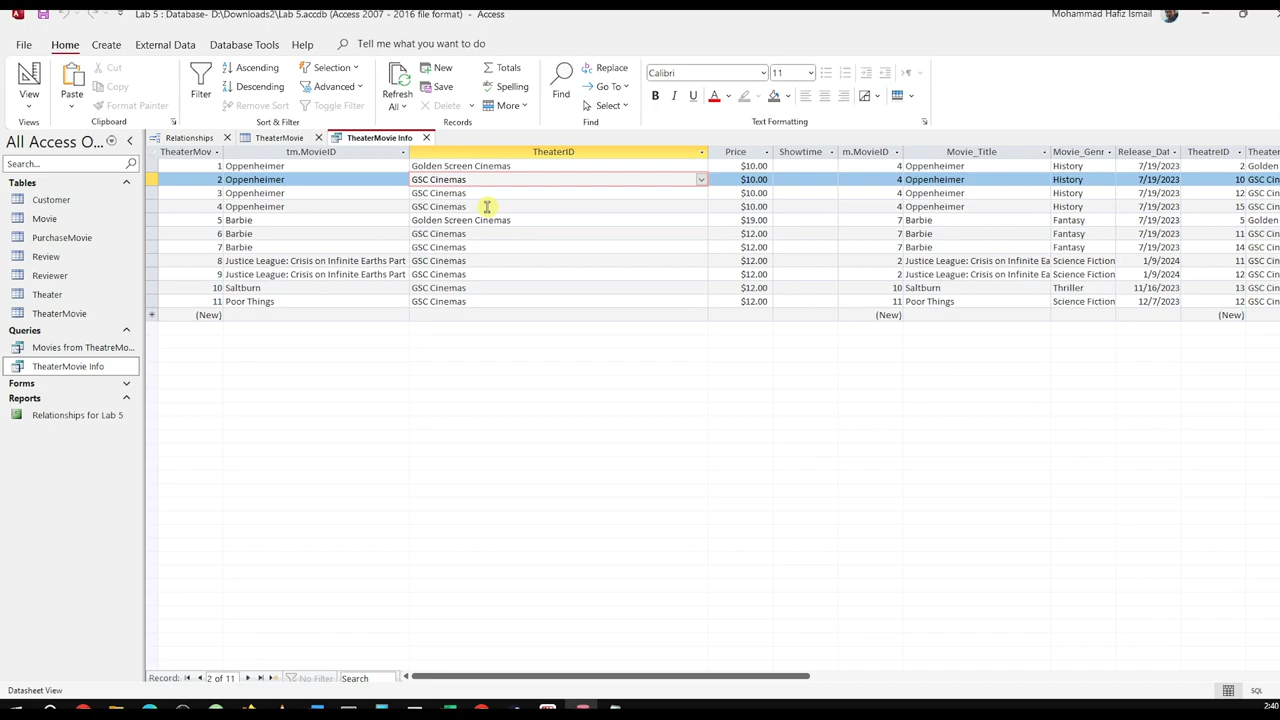 Lab 5 : Database- D:\Downloads2\Lab 5.accdb (Access 2007 - 2016 file format) - Access
Mohammad Hafiz Ismail
File Home Create External Data Database Tools Help Tell me what you want to do
View
Views
Paste
Cut
Copy
Format Painter
Clipboard
Filter
Ascending
Descending
Remove Sort
Selection
Advanced
Toggle Filter
Sort & Filter
Refresh All
New
Save
Delete
Totals
Spelling
More
Records
Find
Replace
Go To
Select
Find
Calibri 11
B I U A
Text Formatting
All Access O...
Search...
Tables
Customer
Movie
PurchaseMovie
Review
Reviewer
Theater
TheaterMovie
Queries
Movies from TheatreMo...
TheaterMovie Info
Forms
Reports
Relationships for Lab 5
Relationships TheaterMovie TheaterMovie Info
TheaterMov tm.MovieID TheaterID Price Showtime m.MovieID Movie_Title Movie_Genr Release_Dat TheatreID Theater
1 Oppenheimer Golden Screen Cinemas $10.00 4 Oppenheimer History 7/19/2023 2 Golden
2 Oppenheimer GSC Cinemas $10.00 4 Oppenheimer History 7/19/2023 10 GSC Cin
3 Oppenheimer GSC Cinemas $10.00 4 Oppenheimer History 7/19/2023 12 GSC Cin
4 Oppenheimer GSC Cinemas $10.00 4 Oppenheimer History 7/19/2023 15 GSC Cin
5 Barbie Golden Screen Cinemas $19.00 7 Barbie Fantasy 7/19/2023 5 Golden
6 Barbie GSC Cinemas $12.00 7 Barbie Fantasy 7/19/2023 11 GSC Cin
7 Barbie GSC Cinemas $12.00 7 Barbie Fantasy 7/19/2023 14 GSC Cin
8 Justice League: Crisis on Infinite Earths Part GSC Cinemas $12.00 2 Justice League: Crisis on Infinite Ea Science Fiction 1/9/2024 11 GSC Cin
9 Justice League: Crisis on Infinite Earths Part GSC Cinemas $12.00 2 Justice League: Crisis on Infinite Ea Science Fiction 1/9/2024 12 GSC Cin
10 Saltburn GSC Cinemas $12.00 10 Saltburn Thriller 11/16/2023 13 GSC Cin
11 Poor Things GSC Cinemas $12.00 11 Poor Things Science Fiction 12/7/2023 12 GSC Cin
(New) (New) (New)
Record: 2 of 11 No Filter Search
Datasheet View
SQL
2:40